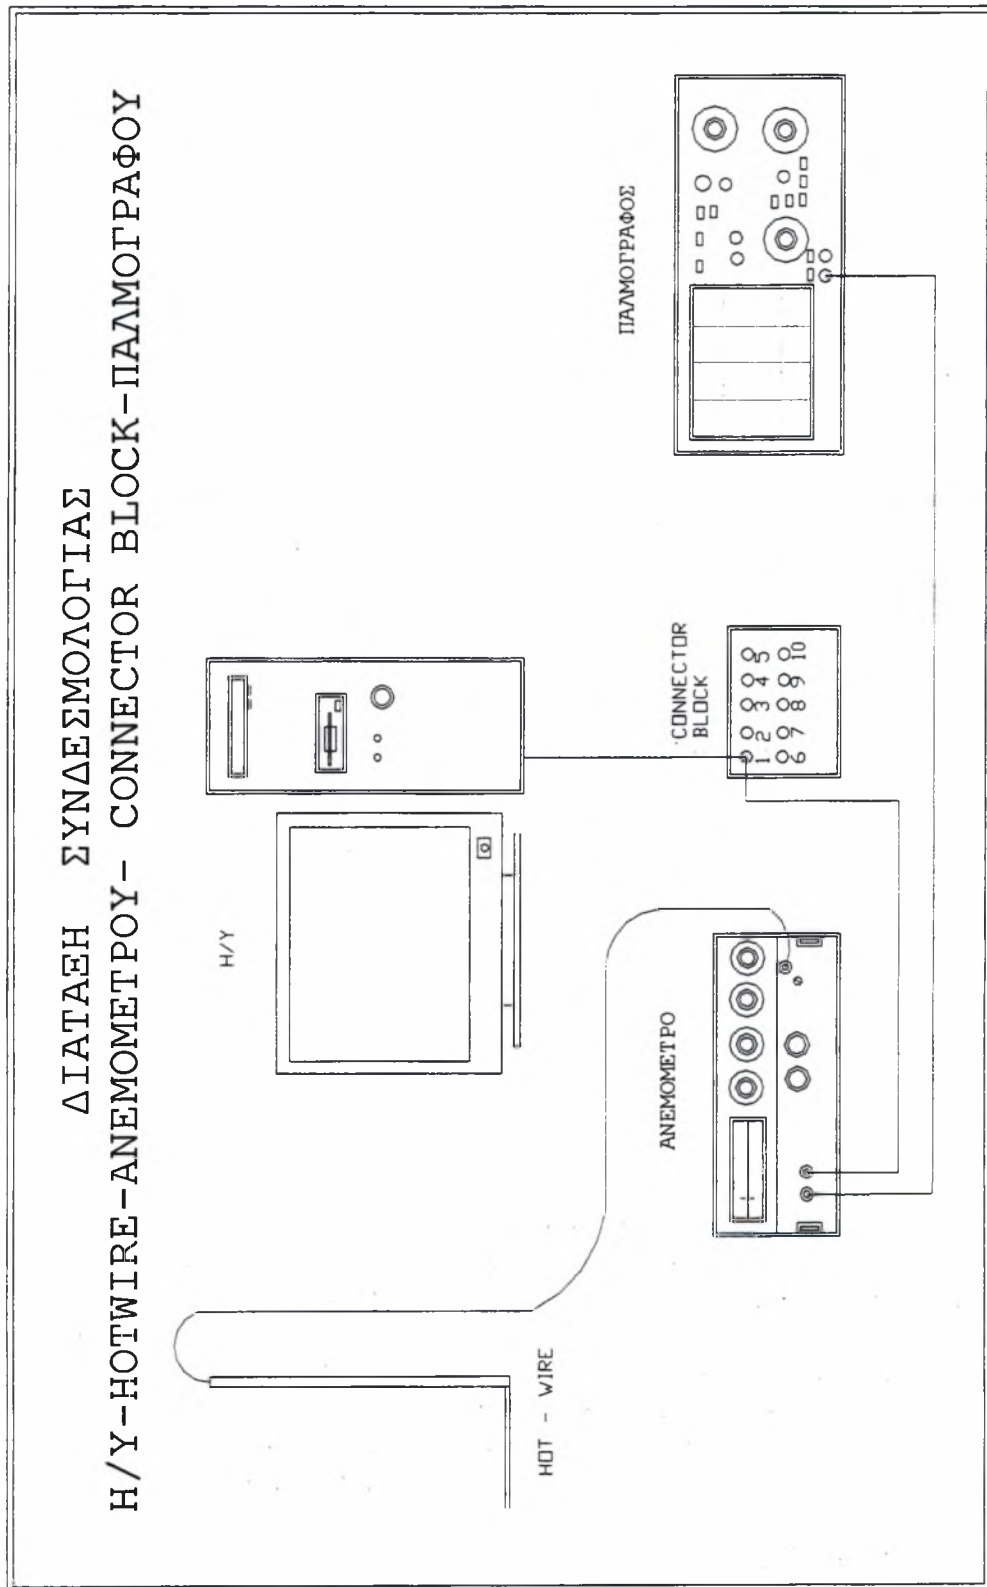 ΔΙΑΤΑΞΗ ΣΥΝΔΕΣΜΟΛΟΓΙΑΣ
Η/Υ-HOTWIRE-ΑΝΕΜΟΜΕΤΡΟΥ- CONNECTOR BLOCK-ΠΑΛΜΟΓΡΑΦΟΥ
Η/Υ
HOT - WIRE
ΑΝΕΜΟΜΕΤΡΟ
CONNECTOR
BLOCK
1 2 3 4 5
6 7 8 9 10
ΠΑΛΜΟΓΡΑΦΟΣ